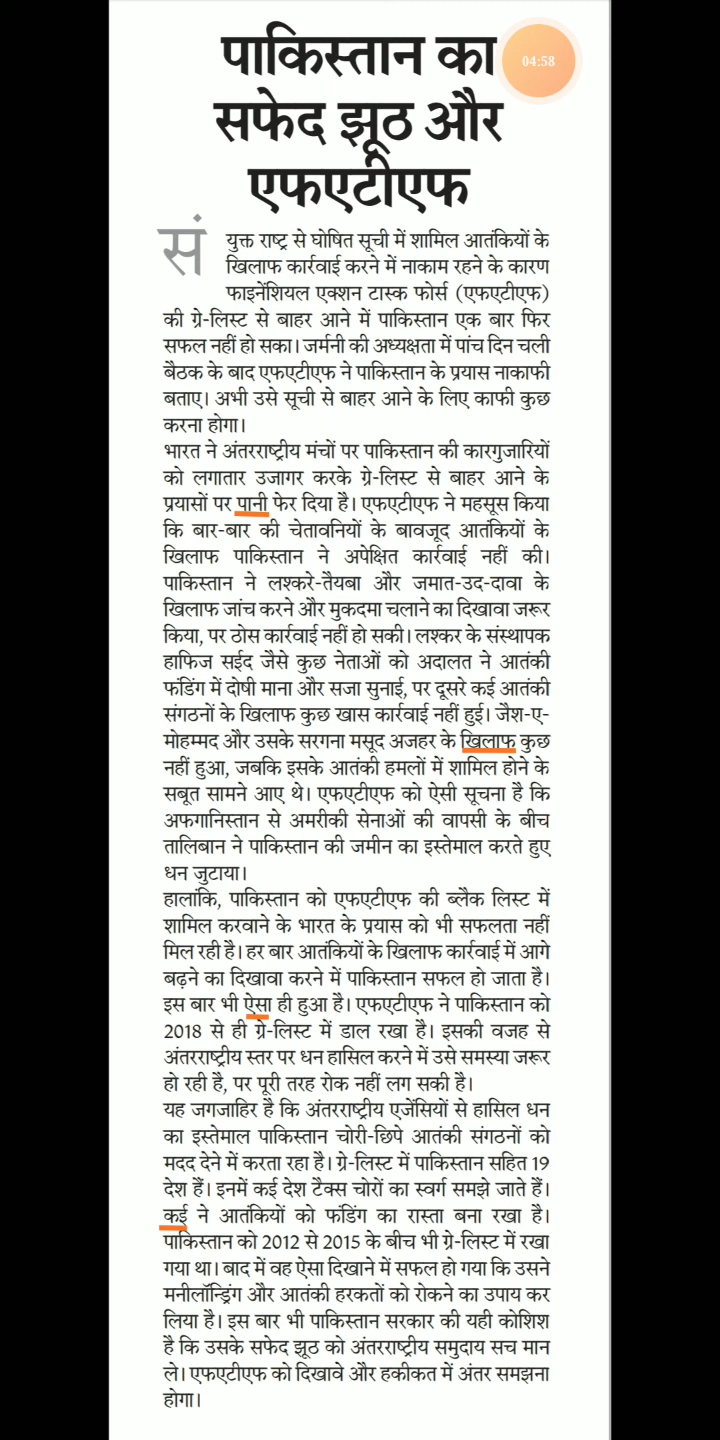 पाकिस्तान का
04:58
सफेद झूठ और
एफएटीएफ
संयुक्त राष्ट्र से घोषित सूची में शामिल आतंकियों के
खिलाफ कार्रवाई करने में नाकाम रहने के कारण
फाइनेंशियल एक्शन टास्क फोर्स (एफएटीएफ)
की ग्रे-लिस्ट से बाहर आने में पाकिस्तान एक बार फिर
सफल नहीं हो सका। जर्मनी की अध्यक्षता में पांच दिन चली
बैठक के बाद एफएटीएफ ने पाकिस्तान के प्रयास नाकाफी
बताए। अभी उसे सूची से बाहर आने के लिए काफी कुछ
करना होगा।
भारत ने अंतरराष्ट्रीय मंचों पर पाकिस्तान की कारगुजारियों
को लगातार उजागर करके ग्रे-लिस्ट से बाहर आने के
प्रयासों पर पानी फेर दिया है। एफएटीएफ ने महसूस किया
कि बार-बार की चेतावनियों के बावजूद आतंकियों के
खिलाफ पाकिस्तान ने अपेक्षित कार्रवाई नहीं की।
पाकिस्तान ने लश्करे-तैयबा और जमात-उद-दावा के
खिलाफ जांच करने और मुकदमा चलाने का दिखावा जरूर
किया, पर ठोस कार्रवाई नहीं हो सकी। लश्कर के संस्थापक
हाफिज सईद जैसे कुछ नेताओं को अदालत ने आतंकी
फंडिंग में दोषी माना और सजा सुनाई, पर दूसरे कई आतंकी
संगठनों के खिलाफ कुछ खास कार्रवाई नहीं हुई। जैश-ए-
मोहम्मद और उसके सरगना मसूद अजहर के खिलाफ कुछ
नहीं हुआ, जबकि इसके आतंकी हमलों में शामिल होने के
सबूत सामने आए थे। एफएटीएफ को ऐसी सूचना है कि
अफगानिस्तान से अमरीकी सेनाओं की वापसी के बीच
तालिबान ने पाकिस्तान की जमीन का इस्तेमाल करते हुए
धन जुटाया।
हालांकि, पाकिस्तान को एफएटीएफ की ब्लैक लिस्ट में
शामिल करवाने के भारत के प्रयास को भी सफलता नहीं
मिल रही है। हर बार आतंकियों के खिलाफ कार्रवाई में आगे
बढ़ने का दिखावा करने में पाकिस्तान सफल हो जाता है।
इस बार भी ऐसा ही हुआ है। एफएटीएफ ने पाकिस्तान को
2018 से ही ग्रे-लिस्ट में डाल रखा है। इसकी वजह से
अंतरराष्ट्रीय स्तर पर धन हासिल करने में उसे समस्या जरूर
हो रही है, पर पूरी तरह रोक नहीं लग सकी है।
यह जगजाहिर है कि अंतरराष्ट्रीय एजेंसियों से हासिल धन
का इस्तेमाल पाकिस्तान चोरी-छिपे आतंकी संगठनों को
मदद देने में करता रहा है। ग्रे-लिस्ट में पाकिस्तान सहित 19
देश हैं। इनमें कई देश टैक्स चोरों का स्वर्ग समझे जाते हैं।
कई ने आतंकियों को फंडिंग का रास्ता बना रखा है।
पाकिस्तान को 2012 से 2015 के बीच भी ग्रे-लिस्ट में रखा
गया था। बाद में वह ऐसा दिखाने में सफल हो गया कि उसने
मनीलॉन्ड्रिंग और आतंकी हरकतों को रोकने का उपाय कर
लिया है। इस बार भी पाकिस्तान सरकार की यही कोशिश
है कि उसके सफेद झूठ को अंतरराष्ट्रीय समुदाय सच मान
ले। एफएटीएफ को दिखावे और हकीकत में अंतर समझना
होगा।